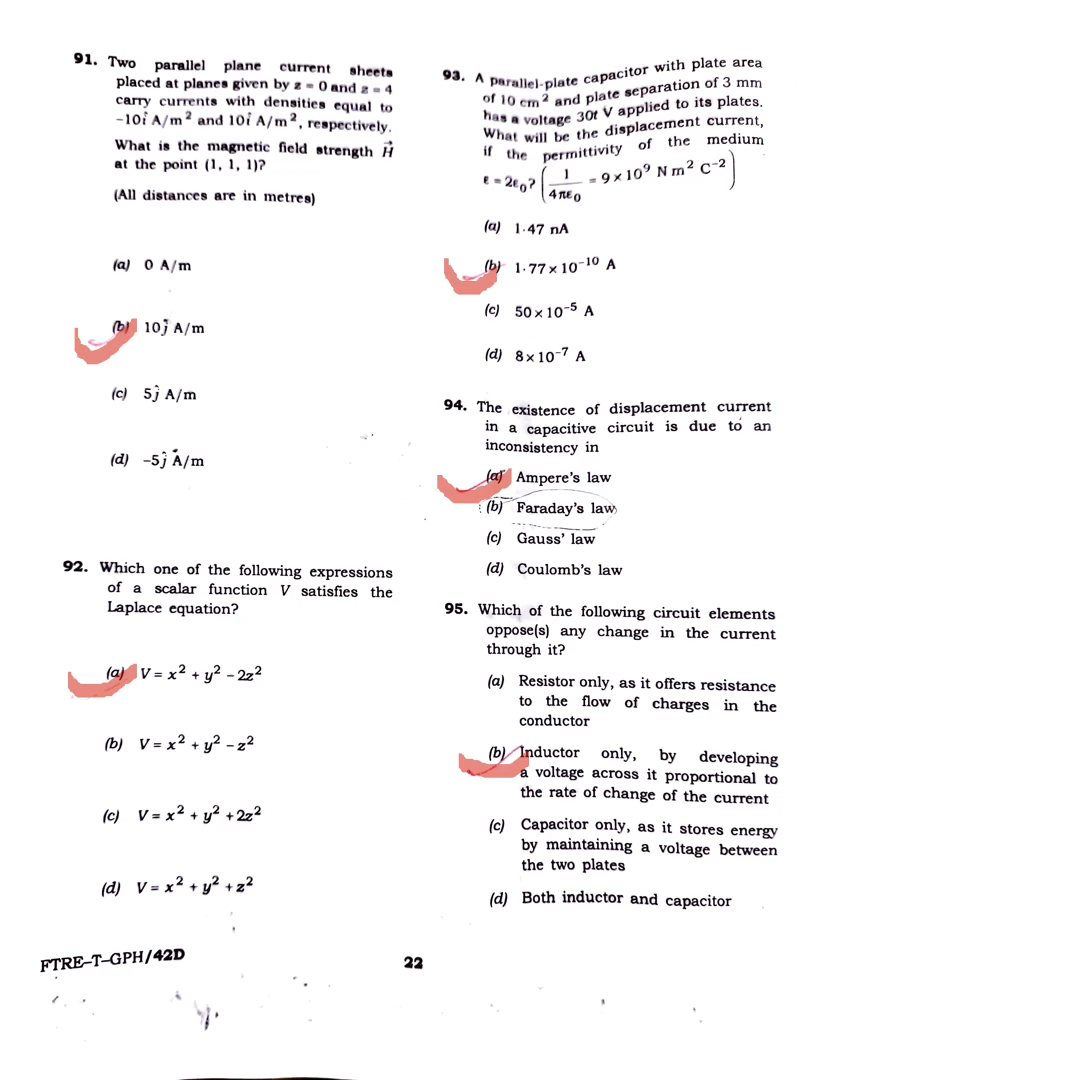 91. Two parallel plane current sheets
placed at planes given by z = 0 and z = 4
carry currents with densities equal to
-10î A/m² and 10î A/m², respectively.
What is the magnetic field strength H⃗
at the point (1, 1, 1)?
(All distances are in metres)
(a) 0 A/m
(b) 10ĵ A/m
(c) 5ĵ A/m
(d) -5ĵ A/m
92. Which one of the following expressions
of a scalar function V satisfies the
Laplace equation?
(a) V = x² + y² - 2z²
(b) V = x² + y² - z²
(c) V = x² + y² + 2z²
(d) V = x² + y² + z²
93. A parallel-plate capacitor with plate area
of 10 cm² and plate separation of 3 mm
has a voltage 30t V applied to its plates.
What will be the displacement current,
if the permittivity of the medium
ε = 2ε₀? (1/4πε₀ = 9 × 10⁹ N m² C⁻²)
(a) 1·47 nA
(b) 1·77 × 10⁻¹⁰ A
(c) 50 × 10⁻⁵ A
(d) 8 × 10⁻⁷ A
94. The existence of displacement current
in a capacitive circuit is due to an
inconsistency in
(a) Ampere's law
(b) Faraday's law
(c) Gauss' law
(d) Coulomb's law
95. Which of the following circuit elements
oppose(s) any change in the current
through it?
(a) Resistor only, as it offers resistance
to the flow of charges in the
conductor
(b) Inductor only, by developing
a voltage across it proportional to
the rate of change of the current
(c) Capacitor only, as it stores energy
by maintaining a voltage between
the two plates
(d) Both inductor and capacitor
FTRE–T–GPH/42D
22